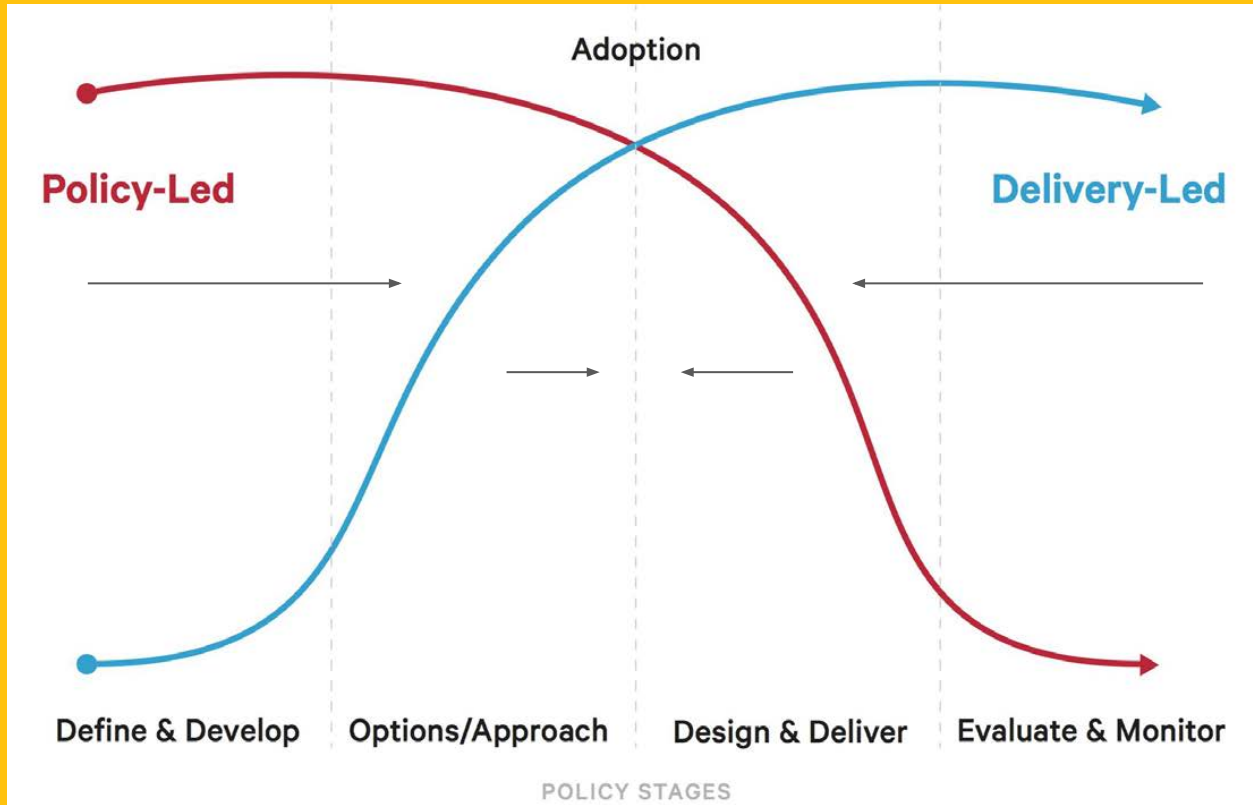 Adoption
Policy-Led
Delivery-Led
Define & Develop
Options/Approach
Design & Deliver
Evaluate & Monitor
POLICY STAGES